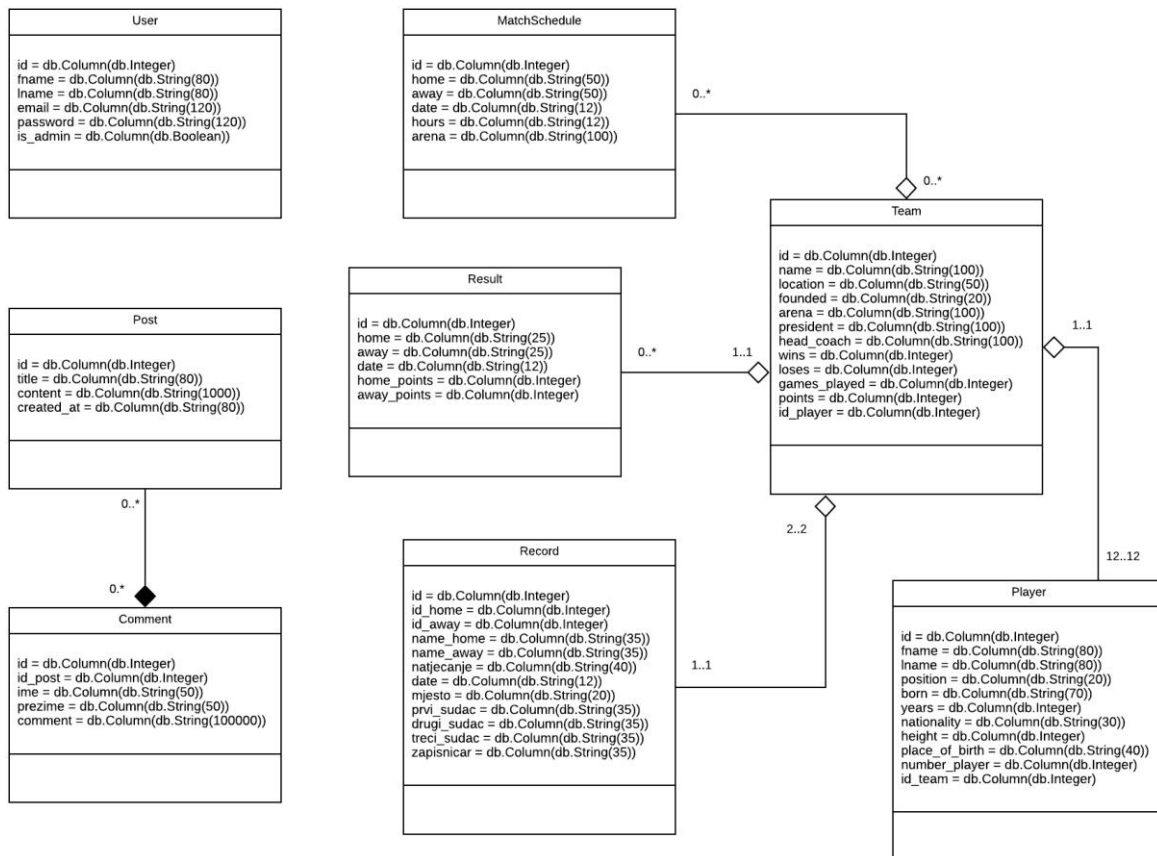 User
id = db.Column(db.Integer)
fname = db.Column(db.String(80))
lname = db.Column(db.String(80))
email = db.Column(db.String(120))
password = db.Column(db.String(120))
is_admin = db.Column(db.Boolean))
MatchSchedule
id = db.Column(db.Integer)
home = db.Column(db.String(50))
away = db.Column(db.String(50))
date = db.Column(db.String(12))
hours = db.Column(db.String(12))
arena = db.Column(db.String(100))
0..*
0..*
Team
id = db.Column(db.Integer)
name = db.Column(db.String(100))
location = db.Column(db.String(50))
founded = db.Column(db.String(20))
arena = db.Column(db.String(100))
president = db.Column(db.String(100))
head_coach = db.Column(db.String(100))
wins = db.Column(db.Integer)
loses = db.Column(db.Integer)
games_played = db.Column(db.Integer)
points = db.Column(db.Integer)
id_player = db.Column(db.Integer)
Result
id = db.Column(db.Integer)
home = db.Column(db.String(25))
away = db.Column(db.String(25))
date = db.Column(db.String(12))
home_points = db.Column(db.Integer)
away_points = db.Column(db.Integer)
0..*
1..1
1..1
Post
id = db.Column(db.Integer)
title = db.Column(db.String(80))
content = db.Column(db.String(1000))
created_at = db.Column(db.String(80))
0..*
0.*
Comment
id = db.Column(db.Integer)
id_post = db.Column(db.Integer)
ime = db.Column(db.String(50))
prezime = db.Column(db.String(50))
comment = db.Column(db.String(100000))
Record
id = db.Column(db.Integer)
id_home = db.Column(db.Integer)
id_away = db.Column(db.Integer)
name_home = db.Column(db.String(35))
name_away = db.Column(db.String(35))
natjecanje = db.Column(db.String(40))
date = db.Column(db.String(12))
mjesto = db.Column(db.String(20))
prvi_sudac = db.Column(db.String(35))
drugi_sudac = db.Column(db.String(35))
treci_sudac = db.Column(db.String(35))
zapisnicar = db.Column(db.String(35))
2..2
1..1
12..12
Player
id = db.Column(db.Integer)
fname = db.Column(db.String(80))
lname = db.Column(db.String(80))
position = db.Column(db.String(20))
born = db.Column(db.String(70))
years = db.Column(db.Integer)
nationality = db.Column(db.String(30))
height = db.Column(db.Integer)
place_of_birth = db.Column(db.String(40))
number_player = db.Column(db.Integer)
id_team = db.Column(db.Integer)